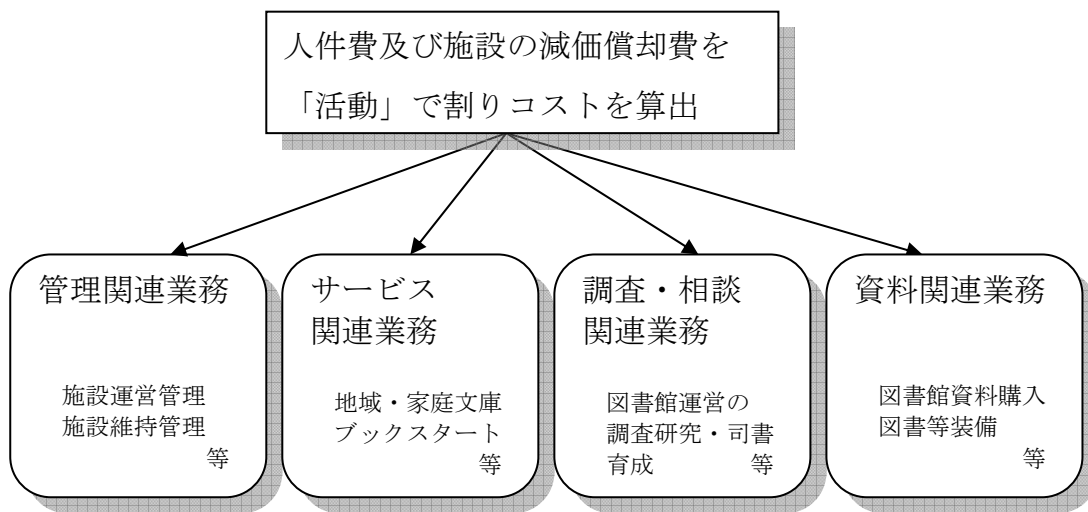 人件費及び施設の減価償却費を
「活動」で割りコストを算出
管理関連業務
施設運営管理
施設維持管理
等
サービス
関連業務
地域・家庭文庫
ブックスタート
等
調査・相談
関連業務
図書館運営の
調査研究・司書
育成 等
資料関連業務
図書館資料購入
図書等装備
等